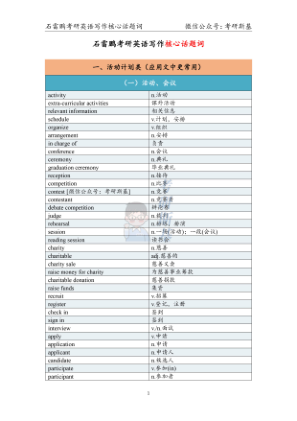 石雷鹏考研英语写作核心话题词 微信公众号：考研斯基
石雷鹏考研英语写作核心话题词
一、活动计划类（应用文中更常用）
（一）活动、会议
activity n.活动
extra-curricular activities 课外活动
relevant information 相关信息
schedule v.计划，安排
organize v.组织
arrangement n.安排
in charge of 负责
conference n.会议
ceremony n.典礼
graduation ceremony 毕业典礼
reception n.接待
competition n.比赛
contest [微信公众号：考研斯基] n.竞赛
contestant n.竞赛者
debate competition 辩论赛
judge n.裁判
rehearsal n.排练，排演
session n.一场(活动)；一段(会议)
reading session 读书会
charity n.慈善
charitable adj.慈善的
charity sale 慈善义卖
raise money for charity 为慈善事业筹款
charitable donation 慈善捐款
raise funds 集资
recruit v.招募
register v.登记，注册
check in 签到
sign in 签到
interview v./n.面试
apply v.申请
application n.申请
applicant n.申请人
candidate n.候选人
participate v.参加(in)
participant n.参加者